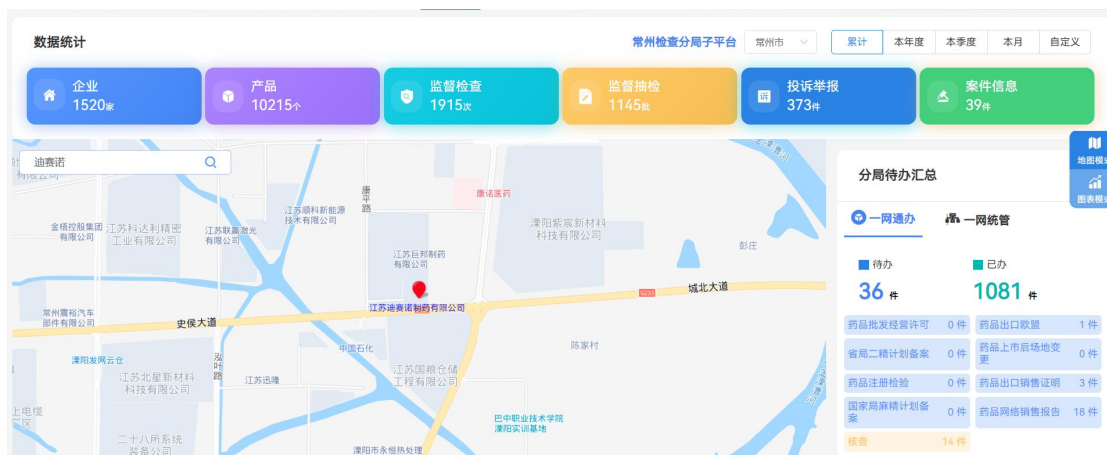 数据统计
常州检查分局子平台
常州市
累计
本年度
本季度
本月
自定义
企业
1520家
产品
10215个
监督检查
1915次
监督抽检
1145批
诉
投诉举报
373件
案件信息
39件
迪赛诺
有限公司
康平路
康诺医药
江苏顺科新能源
技术有限公司
金梧控股集团
有限公司
江苏科达利精密
工业有限公司
江苏联赢激光
有限公司
溧阳紫宸新材料
科技有限公司
江苏巨邦制药
有限公司
彭庄
G233
城北大道
江苏迪赛诺制药有限公司
常州震裕汽车
部件有限公司
史侯大道
中国石化
陈家村
溧阳发网云仓
泓叶路
江苏北星新材料
科技有限公司
江苏迅隆
江苏国粮仓储
工程有限公司
上电缆
厂区
巴中职业技术学院
溧阳实训基地
二十八所系统
装备公司
溧阳市永恒热处理
地图模式
图表模式
分局待办汇总
一网通办
一网统管
待办
已办
36 件
1081 件
药品批发经营许可 0 件
药品出口欧盟 1 件
省局二精计划备案 0 件
药品上市后场地变
更 0 件
药品注册检验 0 件
药品出口销售证明 3 件
国家局麻精计划备
案 0 件
药品网络销售报告 18 件
核查 14 件